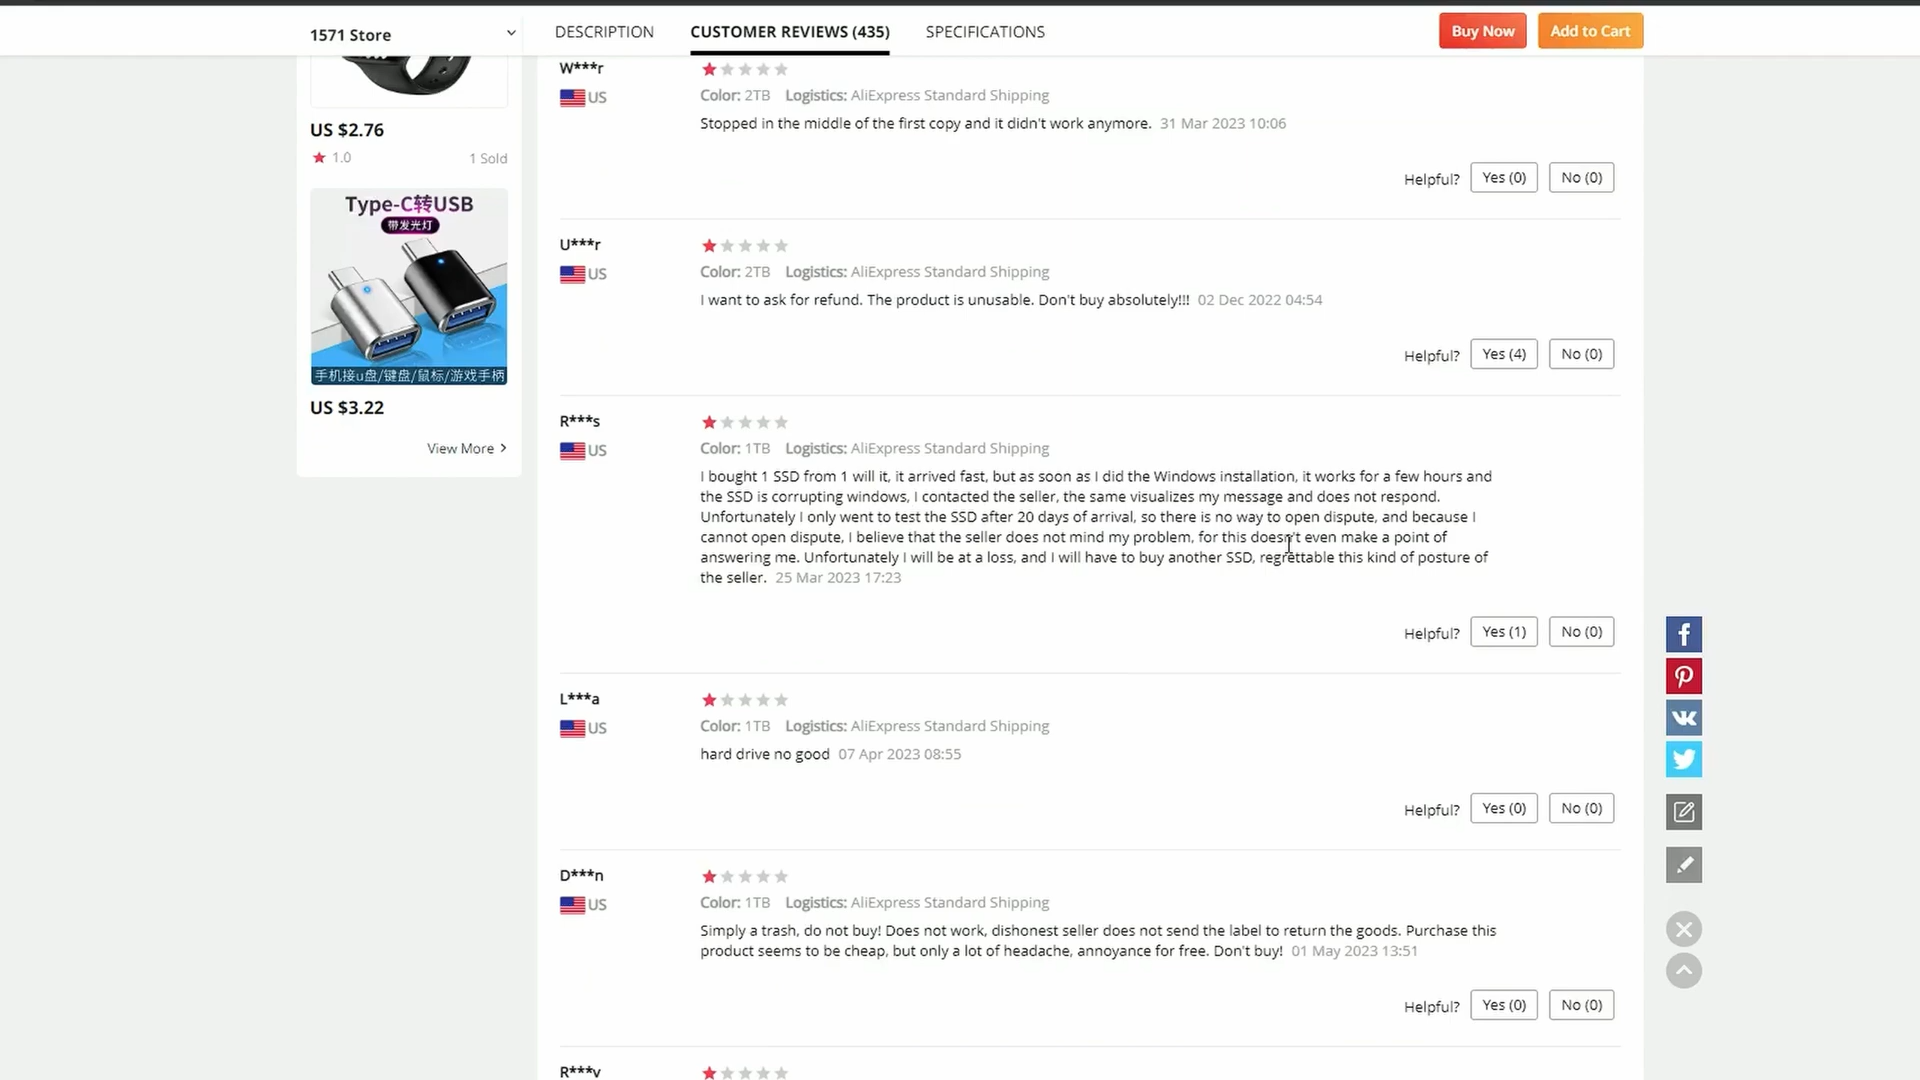 1571 Store
DESCRIPTION
CUSTOMER REVIEWS (435)
SPECIFICATIONS
Buy Now
Add to Cart
US $2.76
1.0
1 Sold
Type-C转USB
带发光灯
手机接u盘/键盘/鼠标/游戏手柄
US $3.22
View More
W***r
US
Color: 2TB Logistics: AliExpress Standard Shipping
Stopped in the middle of the first copy and it didn't work anymore. 31 Mar 2023 10:06
Helpful? Yes (0) No (0)
U***r
US
Color: 2TB Logistics: AliExpress Standard Shipping
I want to ask for refund. The product is unusable. Don't buy absolutely!!! 02 Dec 2022 04:54
Helpful? Yes (4) No (0)
R***s
US
Color: 1TB Logistics: AliExpress Standard Shipping
I bought 1 SSD from 1 will it, it arrived fast, but as soon as I did the Windows installation, it works for a few hours and
the SSD is corrupting windows, I contacted the seller, the same visualizes my message and does not respond.
Unfortunately I only went to test the SSD after 20 days of arrival, so there is no way to open dispute, and because I
cannot open dispute, I believe that the seller does not mind my problem, for this doesn't even make a point of
answering me. Unfortunately I will be at a loss, and I will have to buy another SSD, regrettable this kind of posture of
the seller. 25 Mar 2023 17:23
Helpful? Yes (1) No (0)
L***a
US
Color: 1TB Logistics: AliExpress Standard Shipping
hard drive no good 07 Apr 2023 08:55
Helpful? Yes (0) No (0)
D***n
US
Color: 1TB Logistics: AliExpress Standard Shipping
Simply a trash, do not buy! Does not work, dishonest seller does not send the label to return the goods. Purchase this
product seems to be cheap, but only a lot of headache, annoyance for free. Don't buy! 01 May 2023 13:51
Helpful? Yes (0) No (0)
R***v